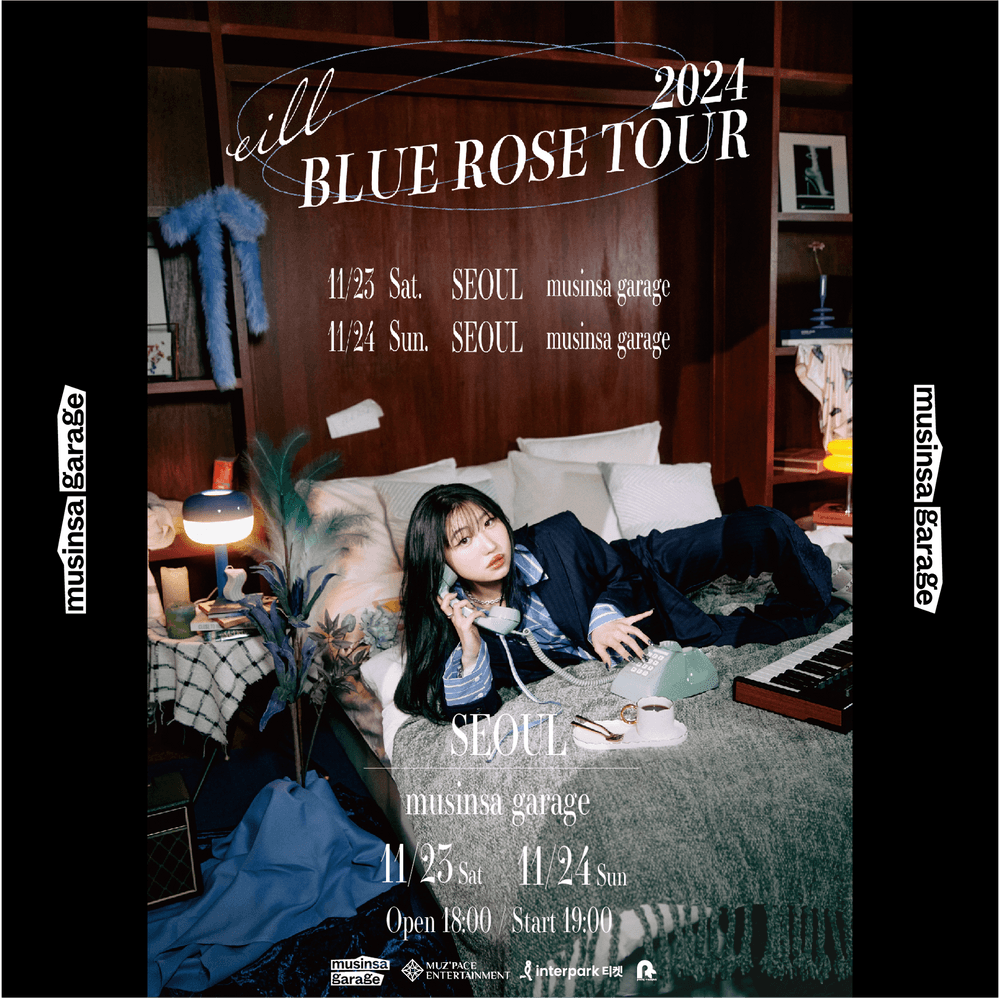 eill
2024
BLUE ROSE TOUR
11/23 Sat. SEOUL musinsa garage
11/24 Sun. SEOUL musinsa garage
musinsa garage
musinsa garage
SEOUL
musinsa garage
11/23 Sat 11/24 Sun
Open 18:00 / Start 19:00
musinsa
garage
MUZ'PACE
ENTERTAINMENT
interpark 티켓